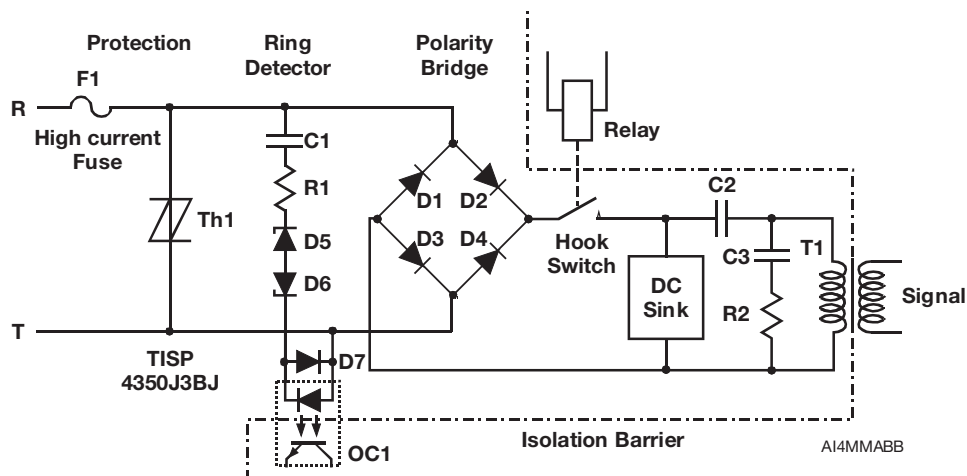 Protection
Ring
Detector
Polarity
Bridge
F1
R
High current
Fuse
Relay
C1
R1
Th1
D1
D2
D3
D4
D5
D6
C2
Hook
Switch
C3
T1
DC
Sink
R2
Signal
T
TISP
4350J3BJ
D7
OC1
Isolation Barrier
AI4MMABB